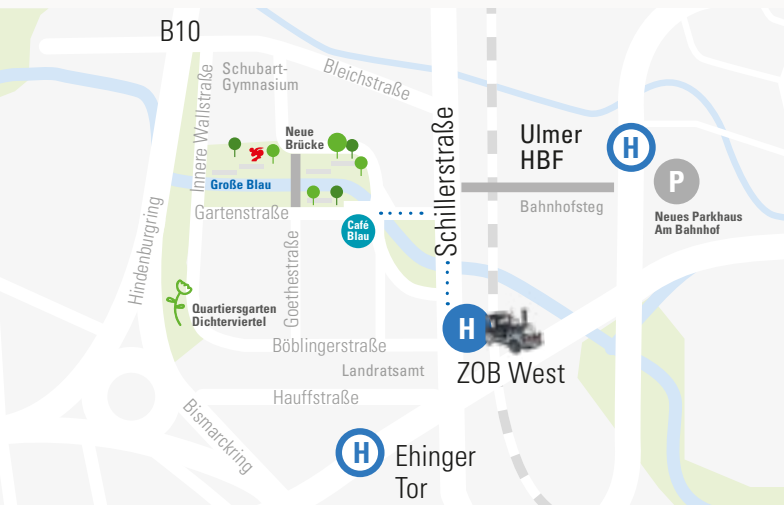 B10
Schubart-
Gymnasium
Bleichstraße
Innere Wallstraße
Neue
Brücke
Große Blau
Gartenstraße
Café
Blau
Schillerstraße
Ulmer
HBF
H
P
Bahnhofsteg
Neues Parkhaus
Am Bahnhof
Hindenburgring
Goethestraße
Quartiersgarten
Dichterviertel
H
Böblingerstraße
Landratsamt
ZOB West
Hauffstraße
Bismarckring
H
Ehinger
Tor